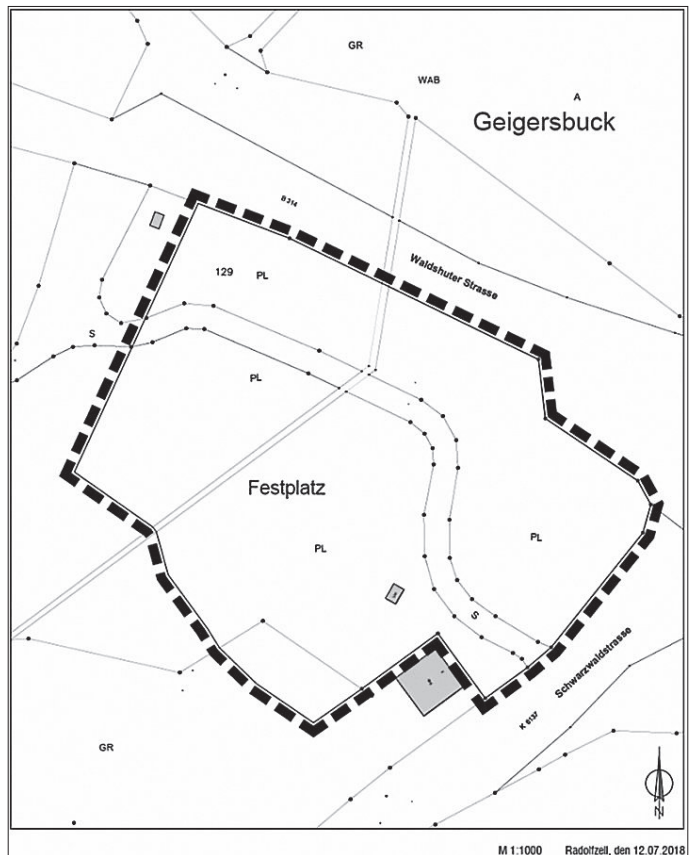 GR
WAB
A
Geigersbuck
B 314
Waldshuter Strasse
129 PL
S
PL
Festplatz
PL
PL
S
Schwarzwaldstrasse
K 6137
GR
N
M 1:1000 Radolfzell, den 12.07.2018